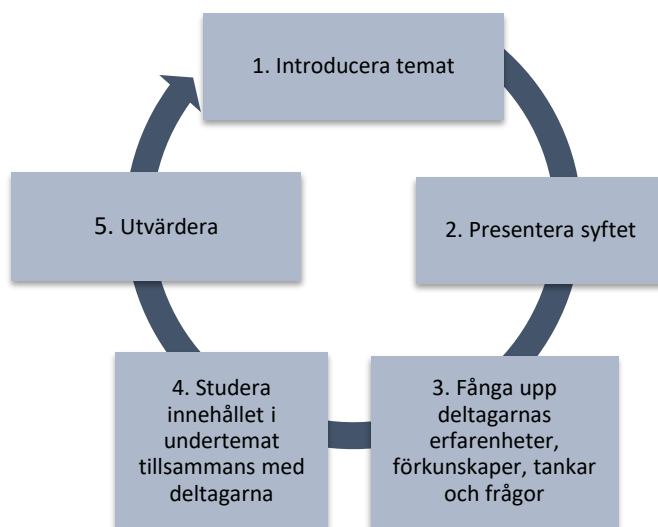 1. Introducera temat
2. Presentera syftet
3. Fånga upp
deltagarnas
erfarenheter,
förkunskaper, tankar
och frågor
4. Studera
innehållet i
undertemat
tillsammans med
deltagarna
5. Utvärdera